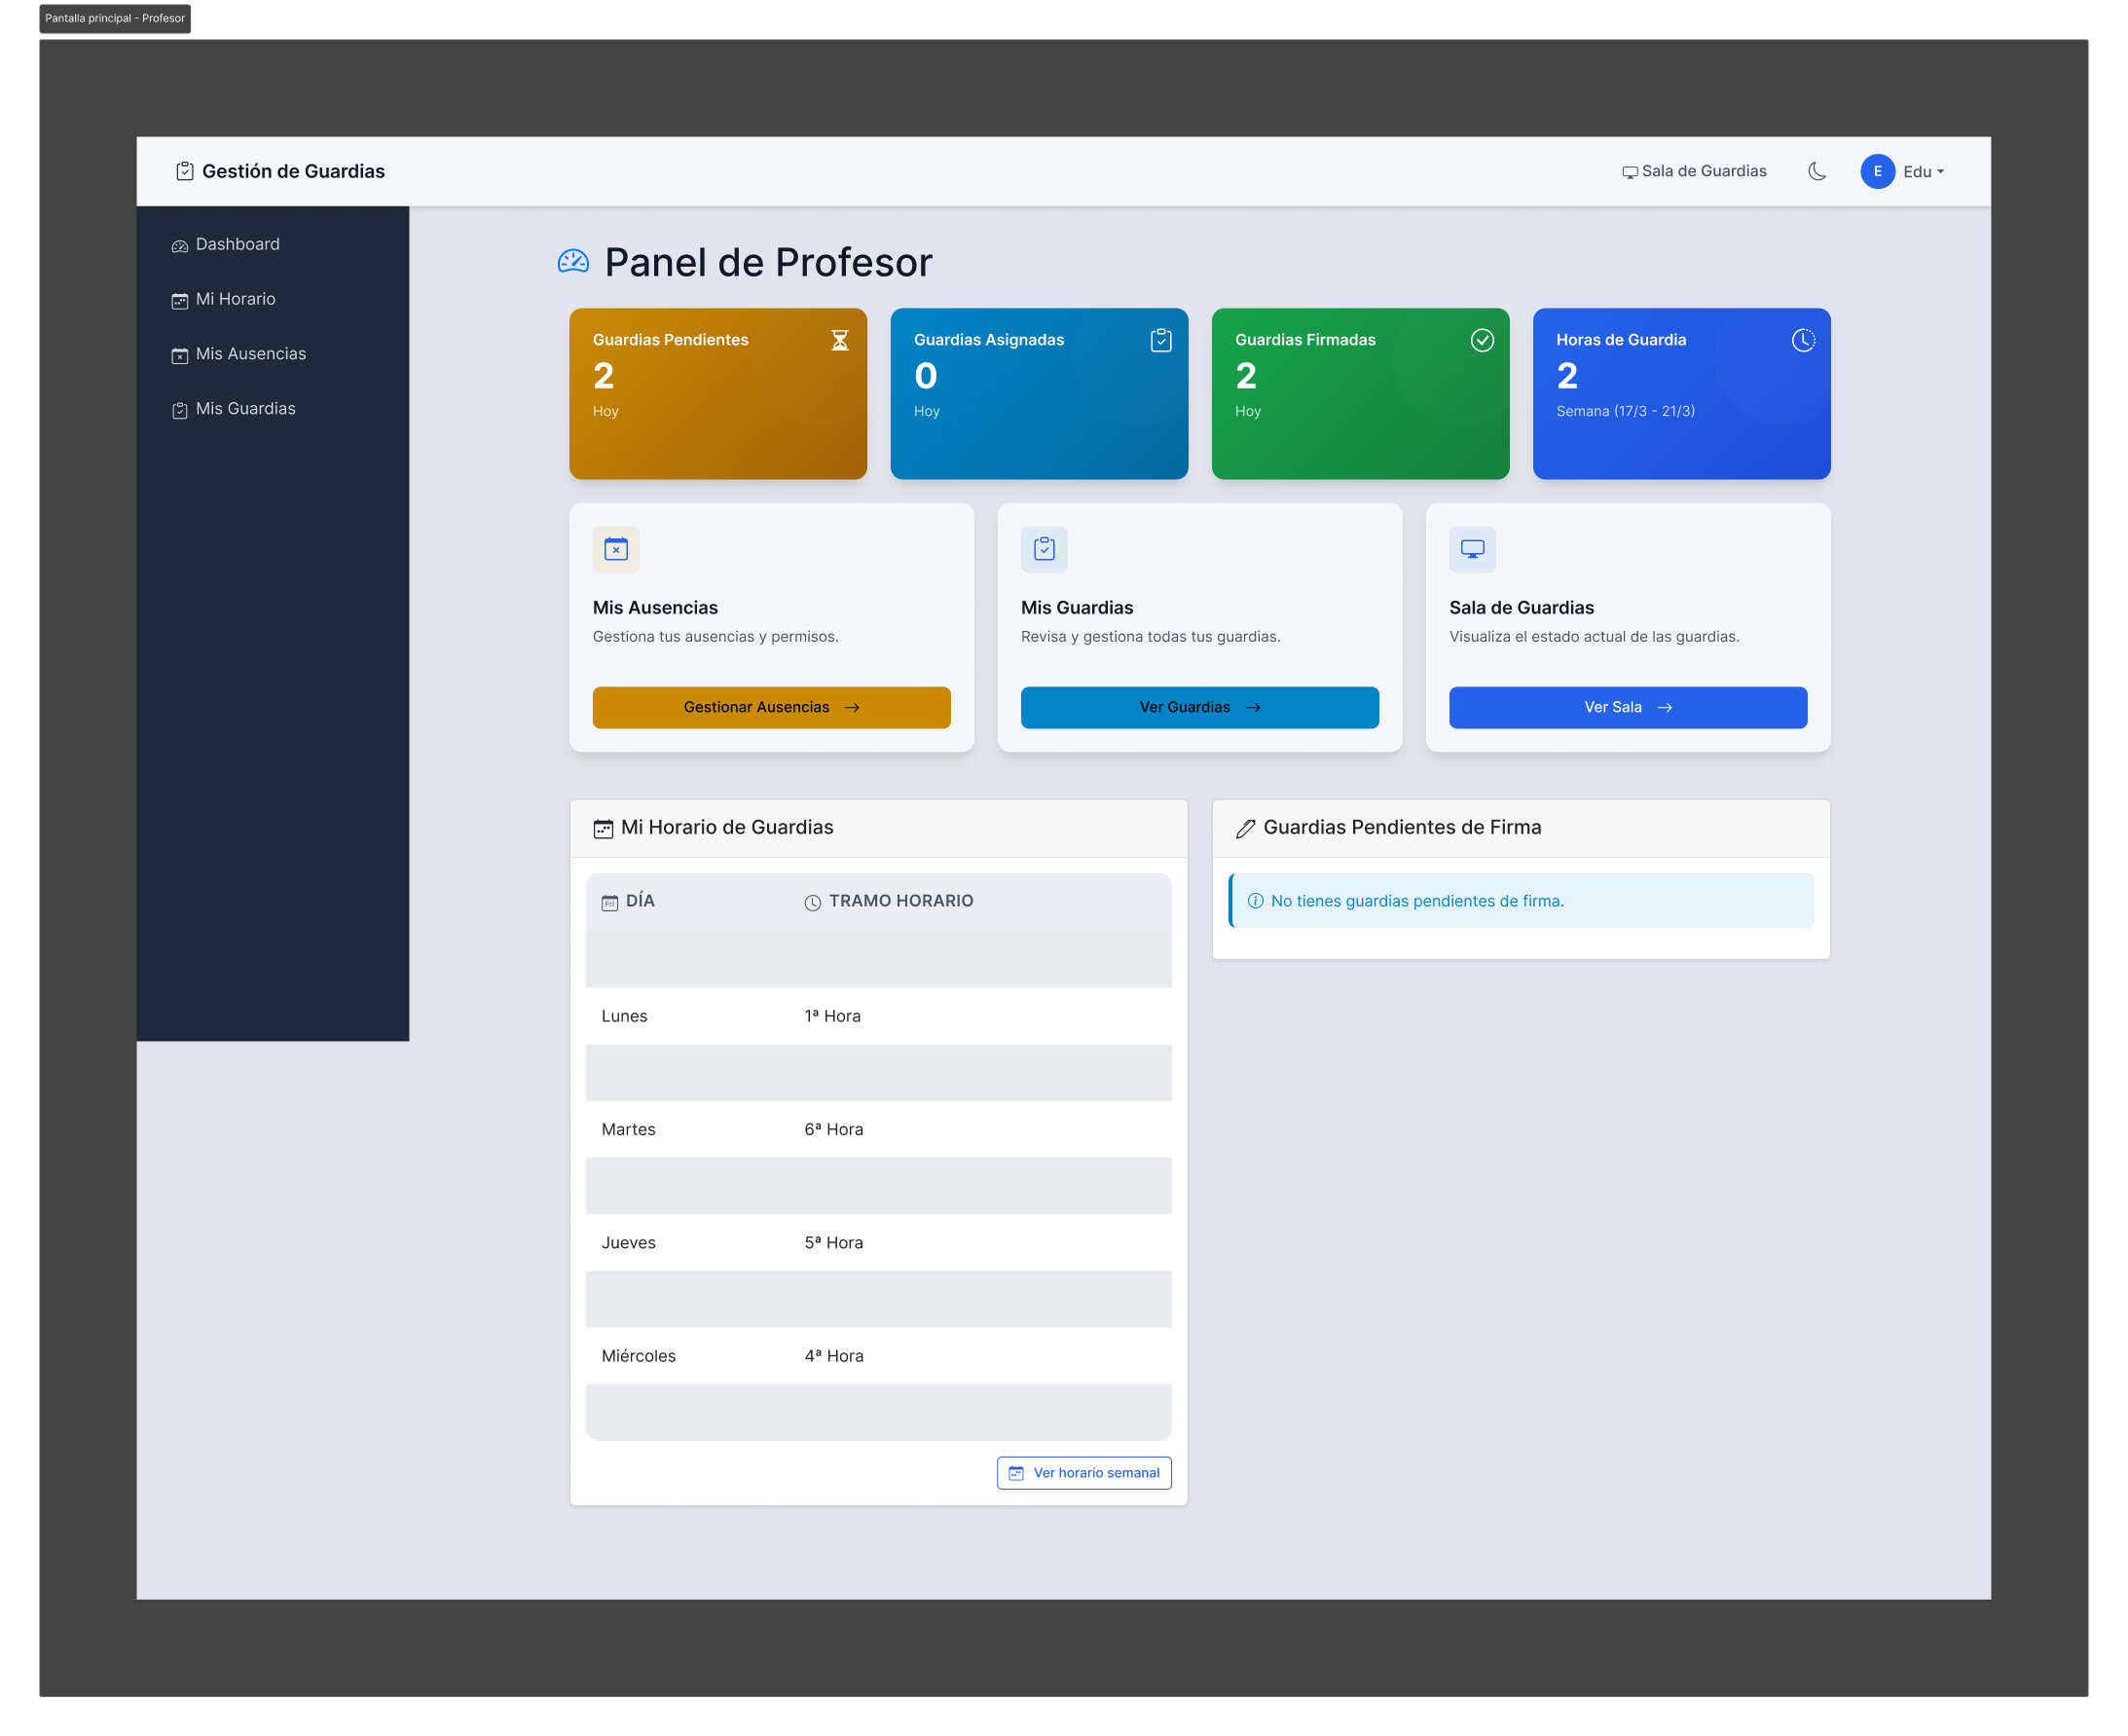 Pantalla principal - Profesor
Gestión de Guardias
Sala de Guardias
E
Edu
Dashboard
Mi Horario
Mis Ausencias
Mis Guardias
Panel de Profesor
Guardias Pendientes
2
Hoy
Guardias Asignadas
0
Hoy
Guardias Firmadas
2
Hoy
Horas de Guardia
2
Semana (17/3 - 21/3)
Mis Ausencias
Gestiona tus ausencias y permisos.
Gestionar Ausencias
Mis Guardias
Revisa y gestiona todas tus guardias.
Ver Guardias
Sala de Guardias
Visualiza el estado actual de las guardias.
Ver Sala
Mi Horario de Guardias
Fri DÍA TRAMO HORARIO
Lunes 1ª Hora
Martes 6ª Hora
Jueves 5ª Hora
Miércoles 4ª Hora
Ver horario semanal
Guardias Pendientes de Firma
No tienes guardias pendientes de firma.